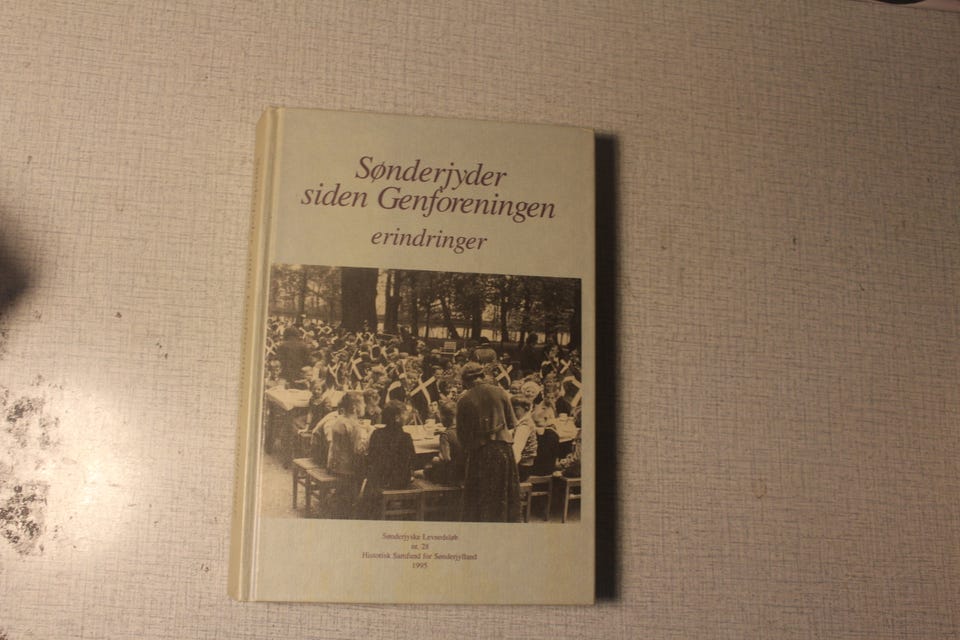 Sønderjyder
siden Genforeningen
erindringer
Sønderjyske Levnedsløb
nr. 28
Historisk Samfund for Sønderjylland
1995